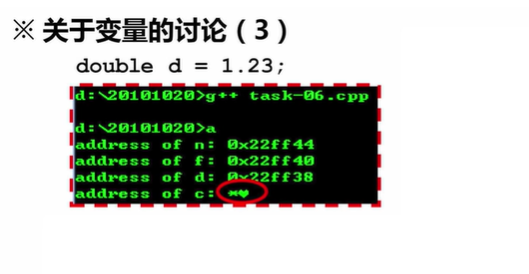 ※ 关于变量的讨论（3）
double d = 1.23;
d:\20101020>g++ task-06.cpp
d:\20101020>a
address of n: 0x22ff44
address of f: 0x22ff40
address of d: 0x22ff38
address of c: *♥